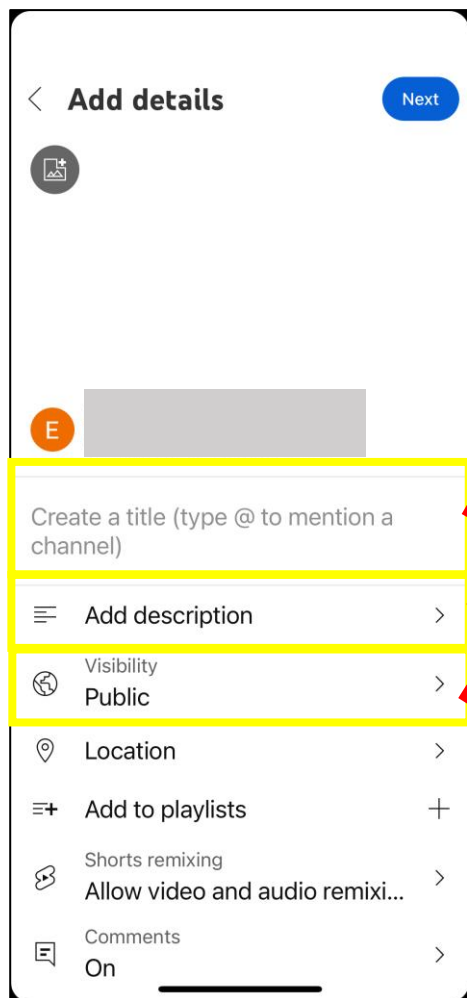 Add details
Next
E
Create a title (type @ to mention a
channel)
Add description
Visibility
Public
Location
Add to playlists
Shorts remixing
Allow video and audio remixi...
Comments
On